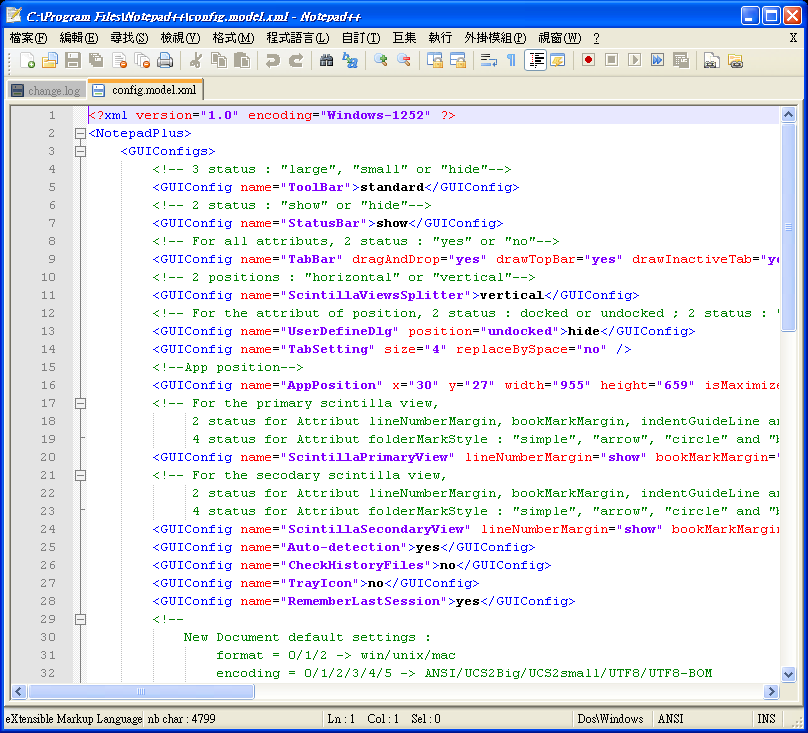 C:\Program Files\Notepad++\config.model.xml - Notepad++
檔案(F) 編輯(E) 尋找(S) 檢視(V) 格式(M) 程式語言(L) 自訂(T) 巨集 執行 外掛模組(P) 視窗(W) ? X
change.log config.model.xml
1 <?xml version="1.0" encoding="Windows-1252" ?>
2 <NotepadPlus>
3 <GUIConfigs>
4 <!-- 3 status : "large", "small" or "hide"-->
5 <GUIConfig name="ToolBar">standard</GUIConfig>
6 <!-- 2 status : "show" or "hide"-->
7 <GUIConfig name="StatusBar">show</GUIConfig>
8 <!-- For all attributs, 2 status : "yes" or "no"-->
9 <GUIConfig name="TabBar" dragAndDrop="yes" drawTopBar="yes" drawInactiveTab="ye
10 <!-- 2 positions : "horizontal" or "vertical"-->
11 <GUIConfig name="ScintillaViewsSplitter">vertical</GUIConfig>
12 <!-- For the attribut of position, 2 status : docked or undocked ; 2 status : "
13 <GUIConfig name="UserDefineDlg" position="undocked">hide</GUIConfig>
14 <GUIConfig name="TabSetting" size="4" replaceBySpace="no" />
15 <!--App position-->
16 <GUIConfig name="AppPosition" x="30" y="27" width="955" height="659" isMaximize
17 <!-- For the primary scintilla view,
18 2 status for Attribut lineNumberMargin, bookMarkMargin, indentGuideLine an
19 4 status for Attribut folderMarkStyle : "simple", "arrow", "circle" and "b
20 <GUIConfig name="ScintillaPrimaryView" lineNumberMargin="show" bookMarkMargin="
21 <!-- For the secodary scintilla view,
22 2 status for Attribut lineNumberMargin, bookMarkMargin, indentGuideLine an
23 4 status for Attribut folderMarkStyle : "simple", "arrow", "circle" and "b
24 <GUIConfig name="ScintillaSecondaryView" lineNumberMargin="show" bookMarkMargin
25 <GUIConfig name="Auto-detection">yes</GUIConfig>
26 <GUIConfig name="CheckHistoryFiles">no</GUIConfig>
27 <GUIConfig name="TrayIcon">no</GUIConfig>
28 <GUIConfig name="RememberLastSession">yes</GUIConfig>
29 <!--
30 New Document default settings :
31 format = 0/1/2 -> win/unix/mac
32 encoding = 0/1/2/3/4/5 -> ANSI/UCS2Big/UCS2small/UTF8/UTF8-BOM
eXtensible Markup Language nb char : 4799 Ln : 1 Col : 1 Sel : 0 Dos\Windows ANSI INS